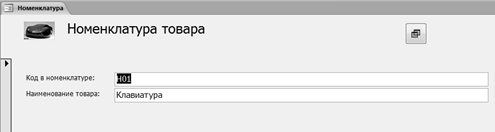 Номенклатура
Номенклатура товара
Код в номенклатуре: Н01
Наименование товара: Клавиатура